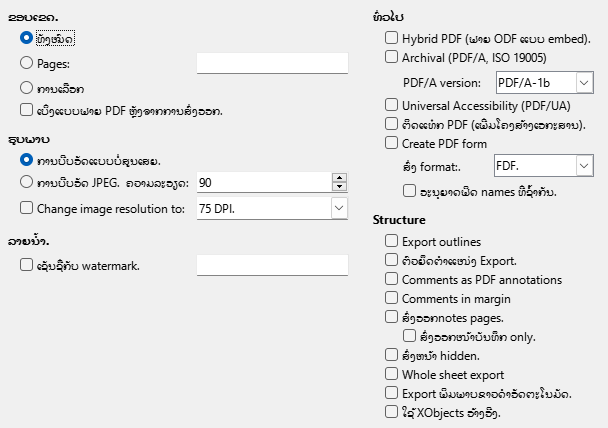 ຂອບເຂດ.
ທັງໝົດ
Pages:
ການເລືອກ
ເບິ່ງແບບຟາຍ PDF ຫຼັງຈາກການສົ່ງອອກ.
ຮູບພາບ
ການບີບອັດແບບບໍ່ສູນເສຍ.
ການບີບອັດ JPEG. ຄວາມລະອຽດ: 90
Change image resolution to: 75 DPI.
ລາຍນ້ຳ.
ເຊັນຊື່ກັບ watermark.
ທົ່ວໄປ
Hybrid PDF (ຟາຍ ODF ແບບ embed).
Archival (PDF/A, ISO 19005)
PDF/A version: PDF/A-1b
Universal Accessibility (PDF/UA)
ຕິດແທັກ PDF (ເພີ່ມໂຄງສ້າງເອກະສານ).
Create PDF form
ສົ່ງ format:. FDF.
ອະນຸຍາດຟິດ names ທີ່ຊ້ຳກັນ.
Structure
Export outlines
ຕົວຍຶດຕຳແໜ່ງ Export.
Comments as PDF annotations
Comments in margin
ສົ່ງອອກnotes pages.
ສົ່ງອອກໜ້າບັນທຶກ only.
ສົ່ງຫນ້າ hidden.
Whole sheet export
Export ພິມພາບຂາວດຳອັດຕະໂນມັດ.
ໃຊ້ XObjects ອ້າງອີງ.